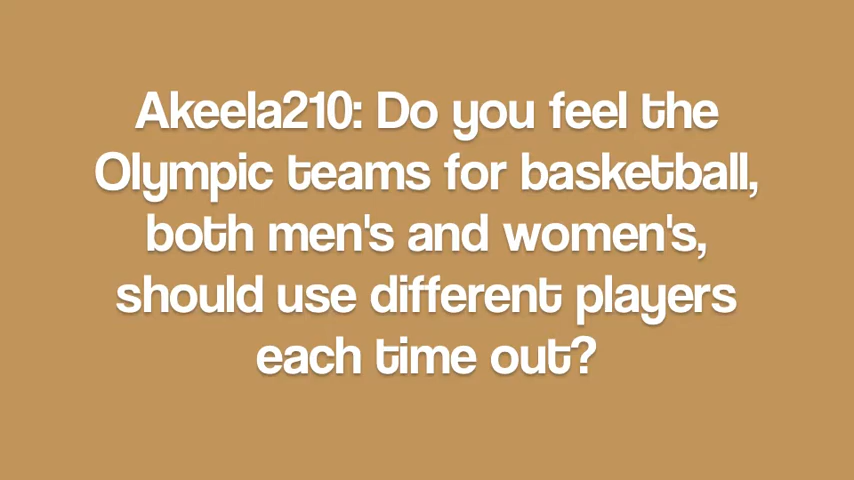 Akeela210: Do you feel the
Olympic teams for basketball,
both men's and women's,
should use different players
each time out?